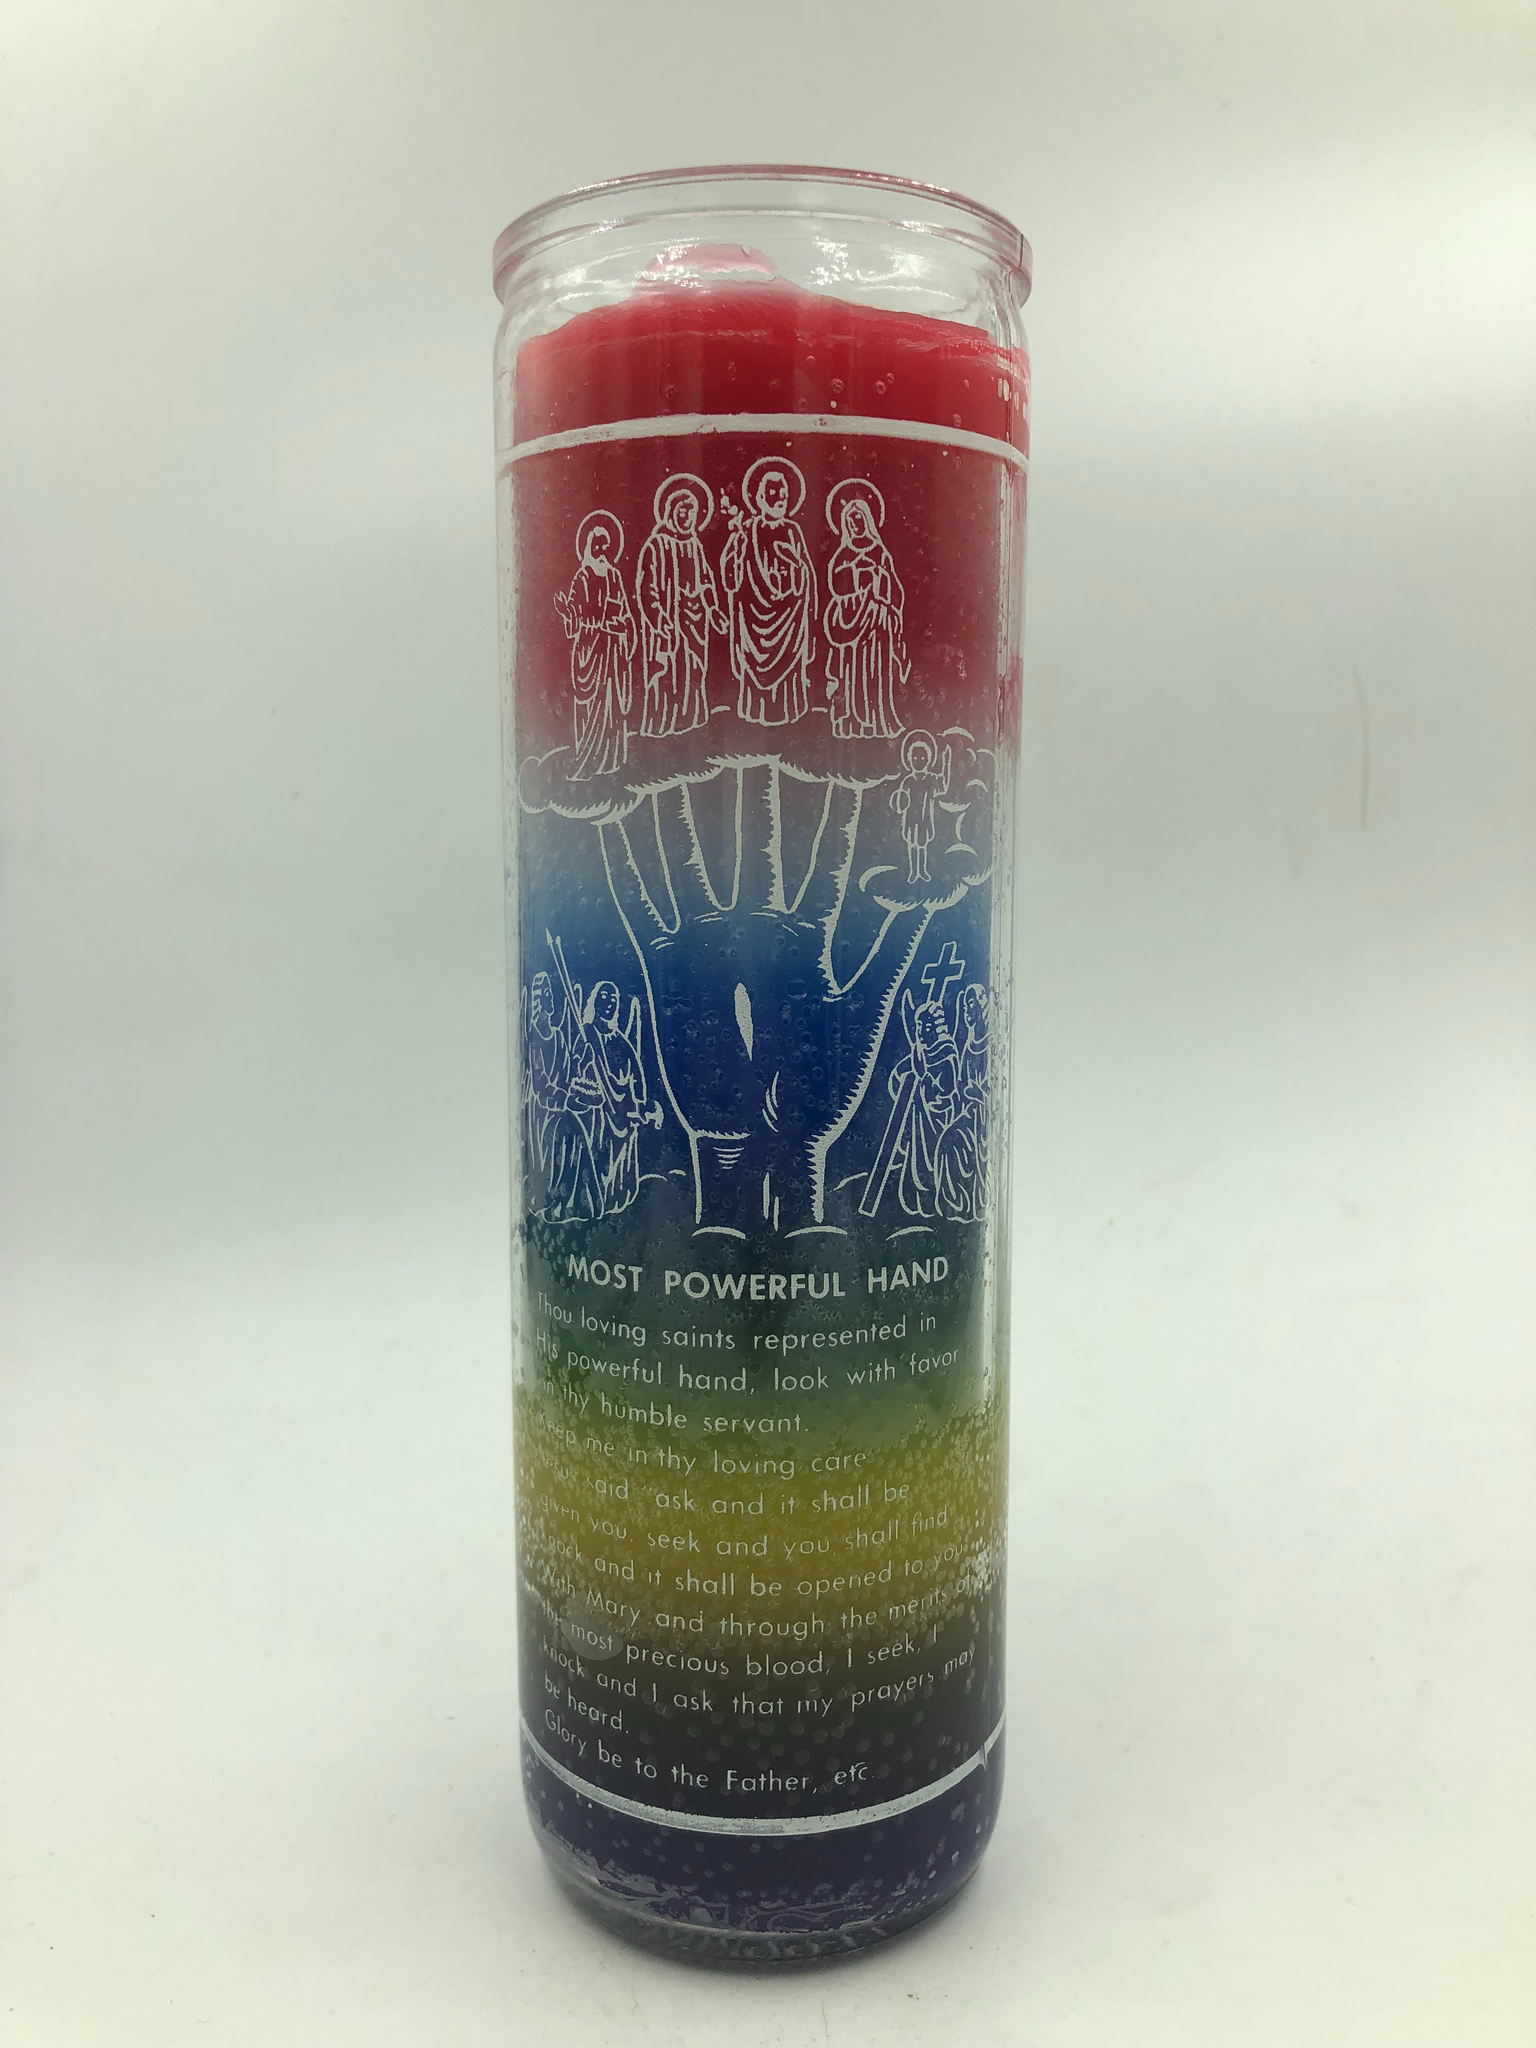 MOST POWERFUL HAND
Thou loving saints represented in
His powerful hand, look with favor
on thy humble servant.
Keep me in thy loving care
said "ask and it shall be
given you, seek and you shall find
knock and it shall be opened to you
With Mary and through the merits of
the most precious blood, I seek, I
knock and I ask that my prayers may
be heard.
Glory be to the Father, etc.